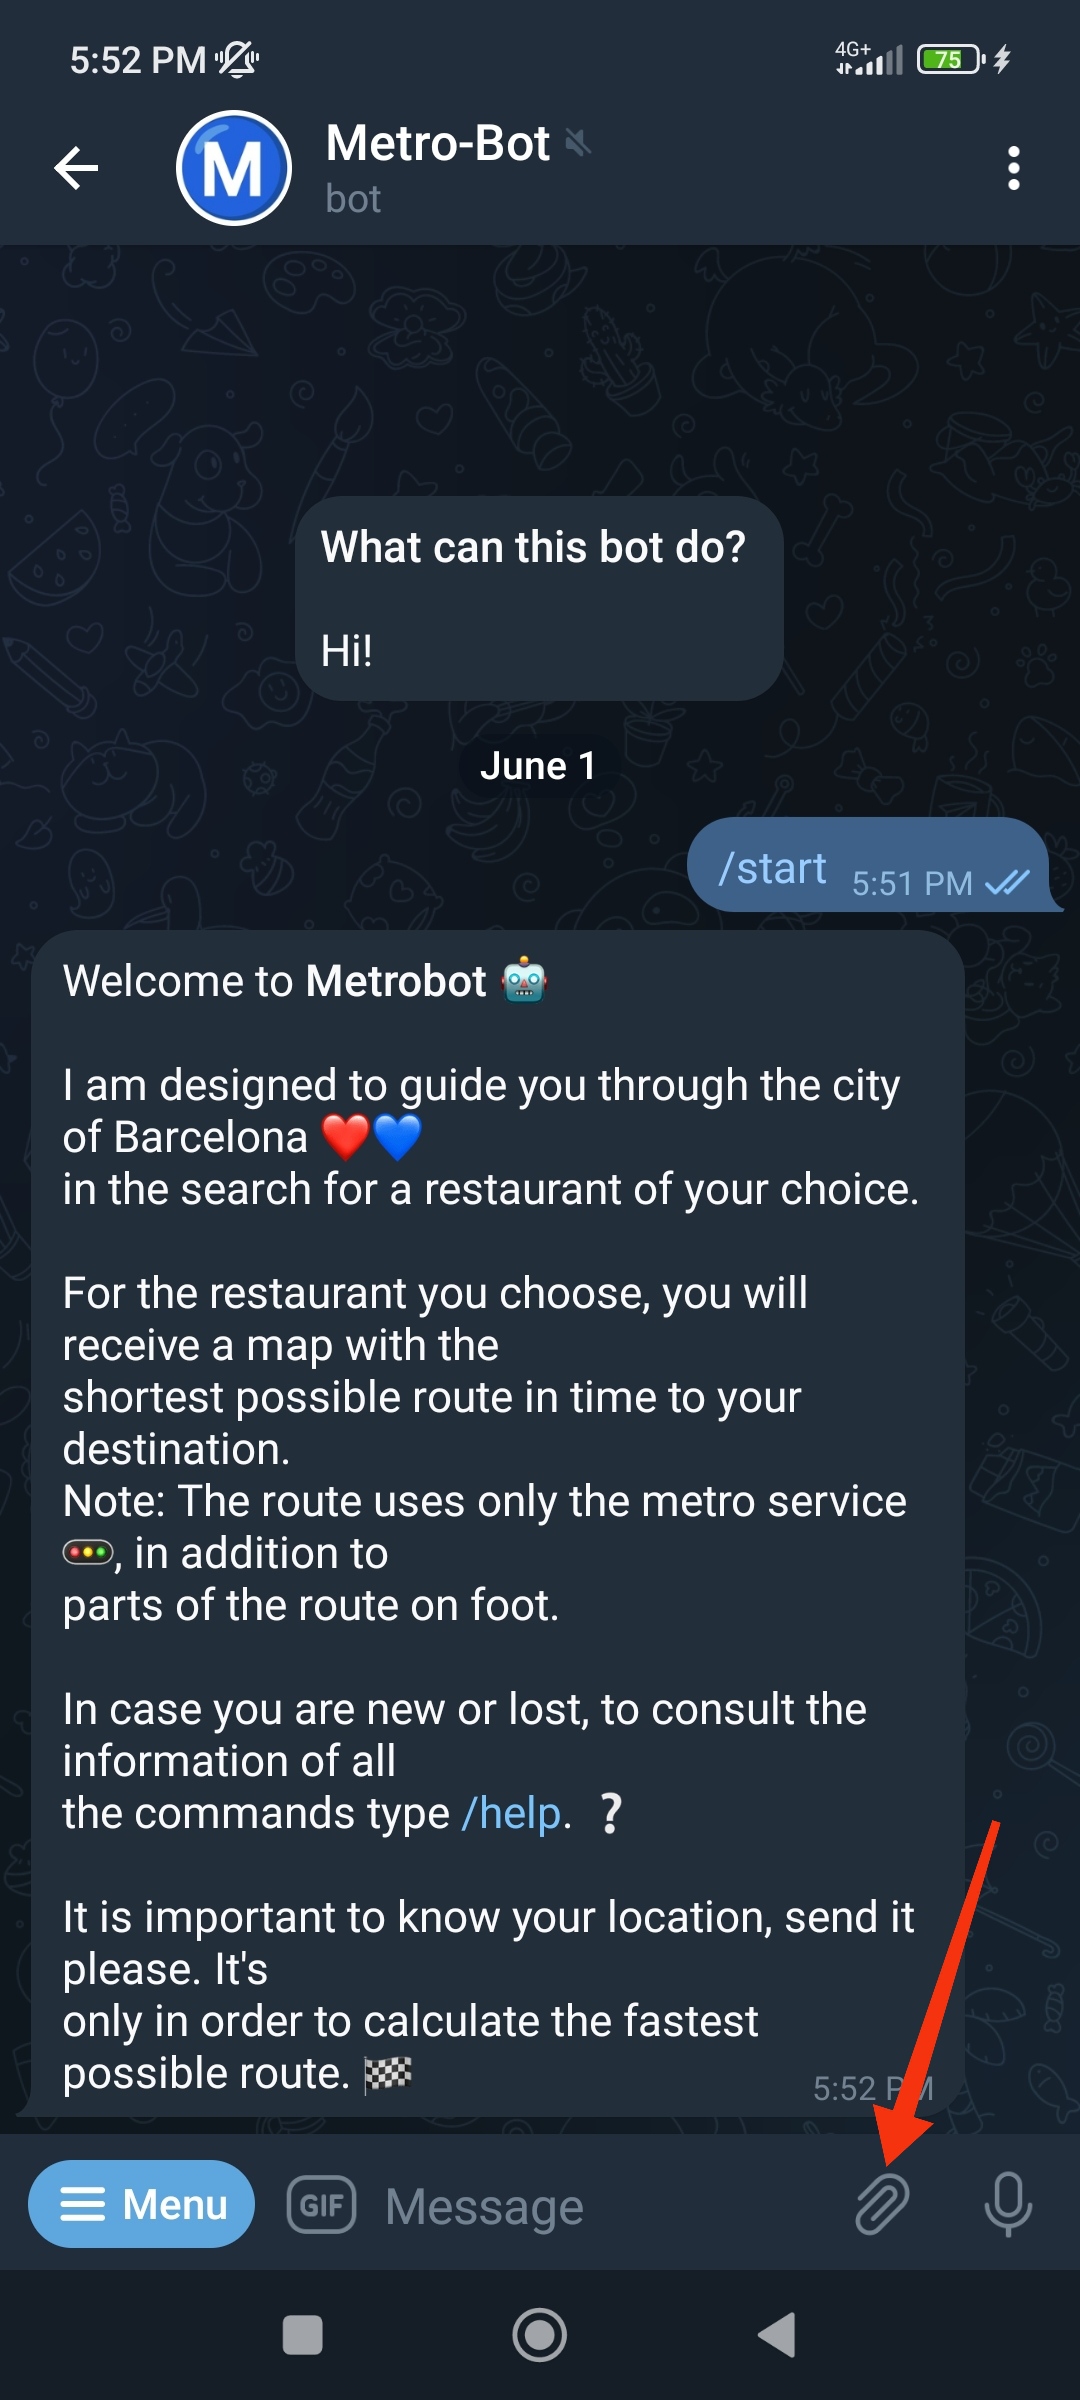 5:52 PM
4G+
75
M
Metro-Bot
bot
What can this bot do?
Hi!
June 1
/start 5:51 PM
Welcome to Metrobot 🤖
I am designed to guide you through the city
of Barcelona ❤️💙
in the search for a restaurant of your choice.
For the restaurant you choose, you will
receive a map with the
shortest possible route in time to your
destination.
Note: The route uses only the metro service
🚥, in addition to
parts of the route on foot.
In case you are new or lost, to consult the
information of all
the commands type /help. ❔
It is important to know your location, send it
please. It's
only in order to calculate the fastest
possible route. 🏁
5:52 PM
Menu
GIF
Message